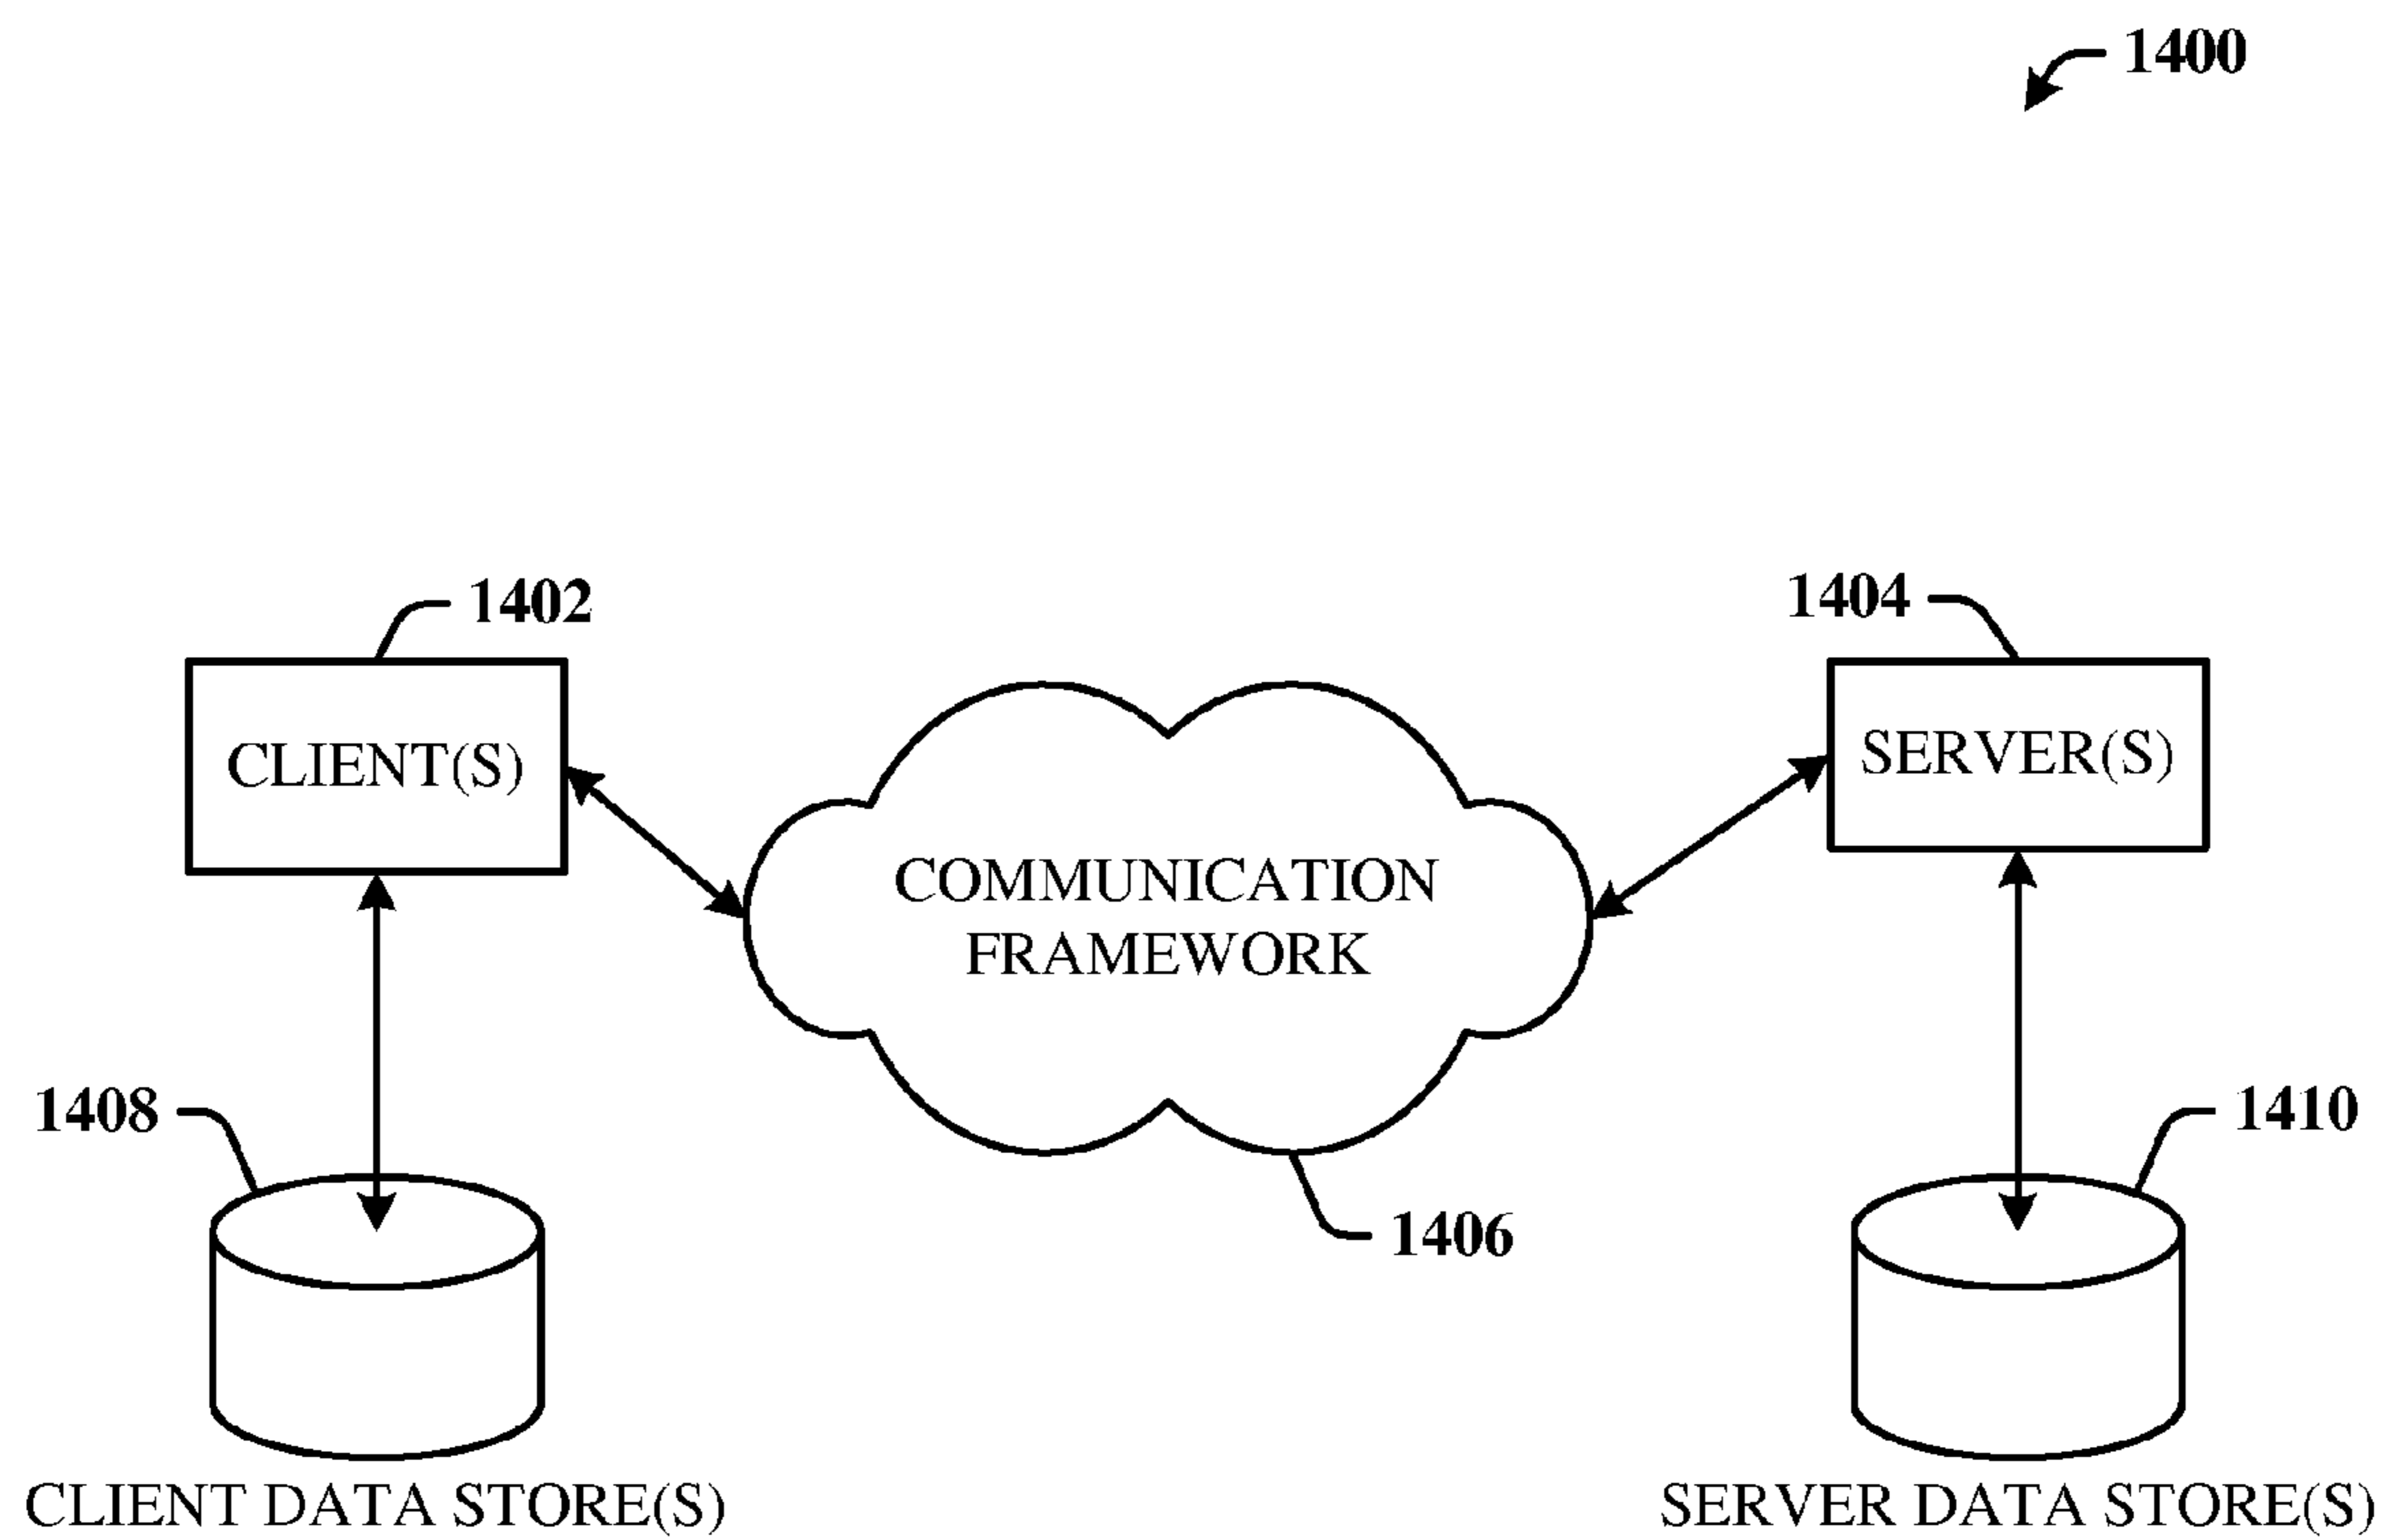 1400
1402
1404
CLIENT(S)
SERVER(S)
COMMUNICATION
FRAMEWORK
1408
1410
1406
CLIENT DATA STORE(S)
SERVER DATA STORE(S)